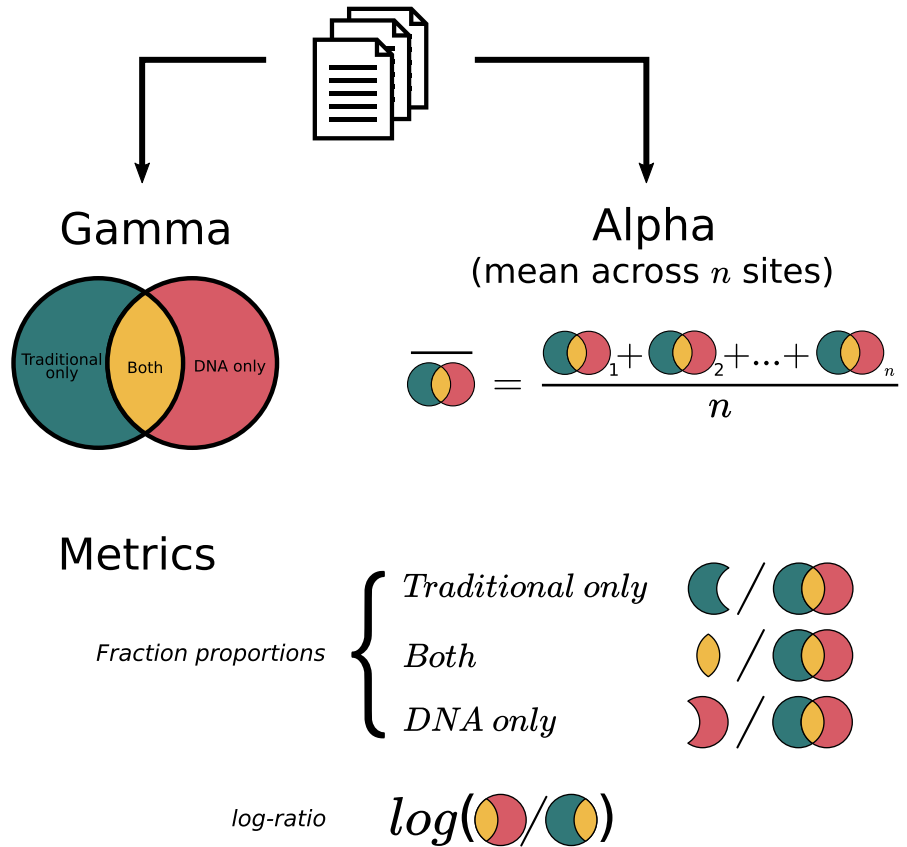 Gamma
Alpha
(mean across n sites)
Traditional
only
Both
DNA only
1 + 2 +...+ n
=
n
Metrics
Fraction proportions
{
Traditional only /
Both /
DNA only /
log-ratio
log( / )